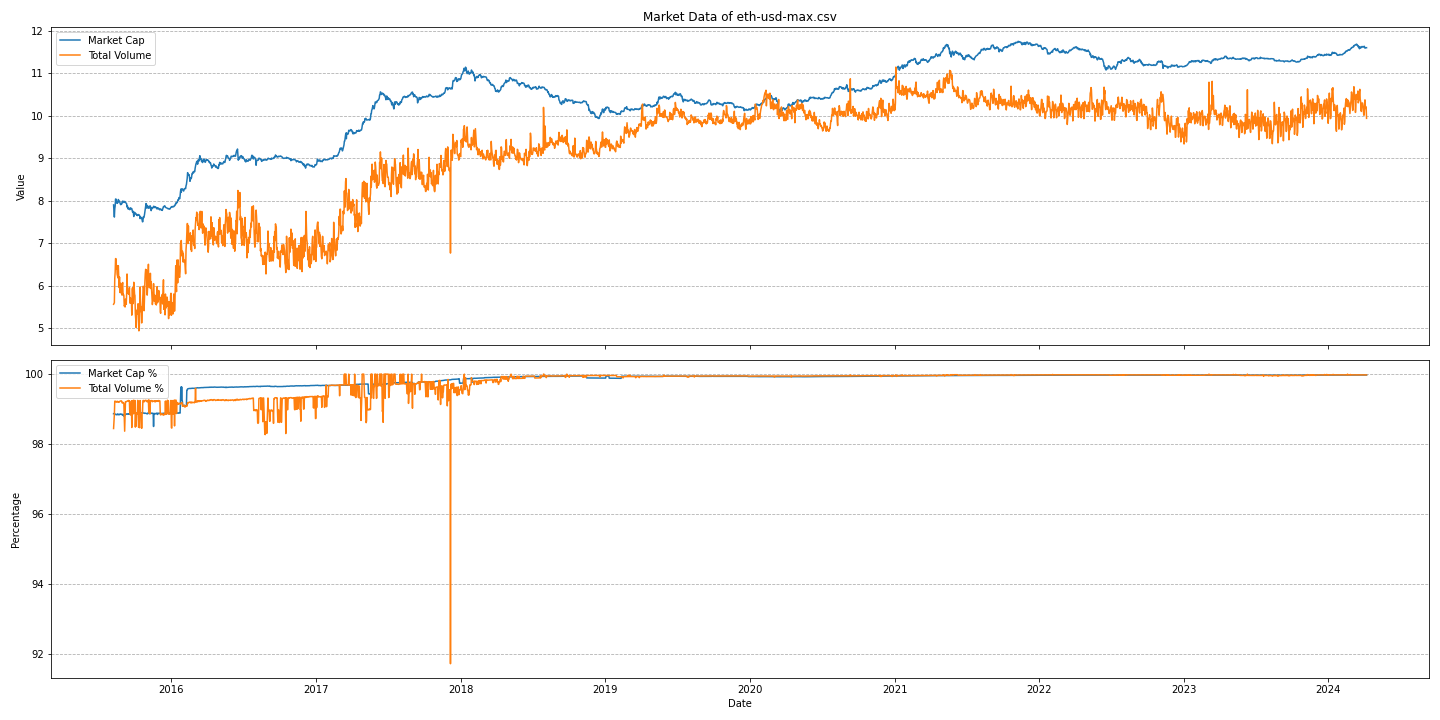 Market Data of eth-usd-max.csv
Market Cap
Total Volume
12
11
10
9
8
7
6
5
Value
Market Cap %
Total Volume %
100
98
96
94
92
Percentage
2016 2017 2018 2019 2020 2021 2022 2023 2024
Date